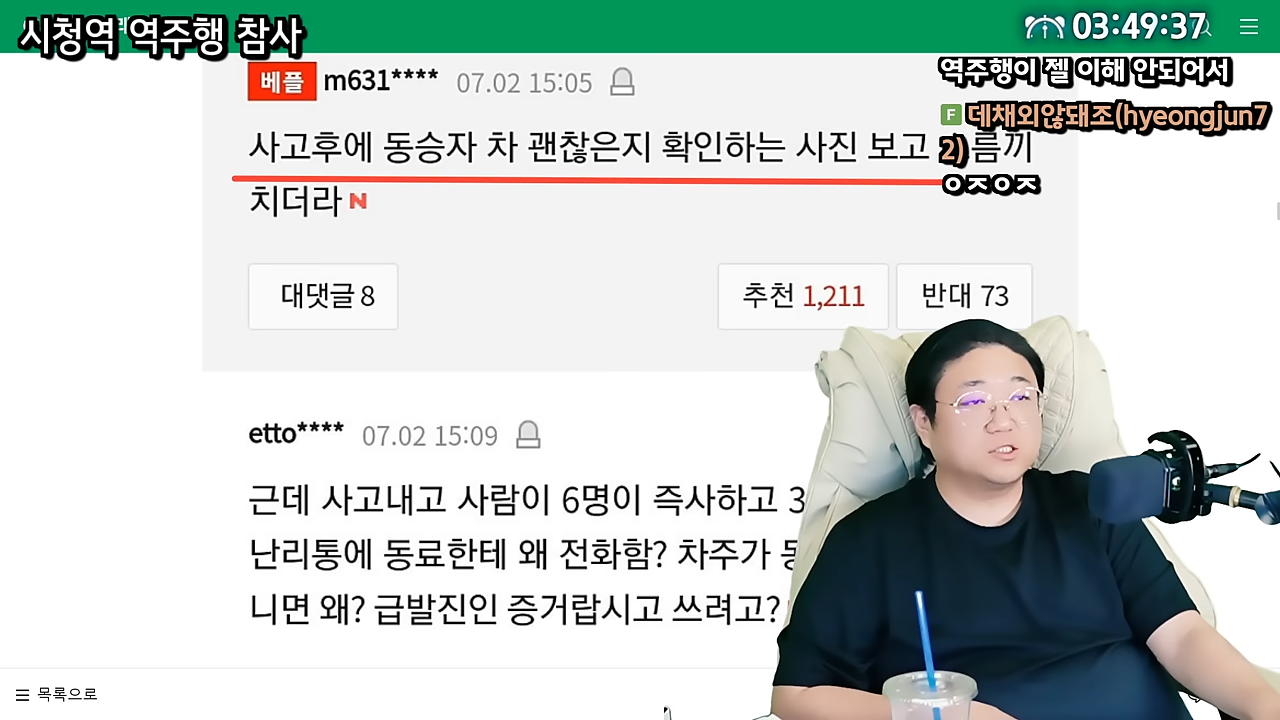 시청역 역주행 참사
03:49:37
역주행이 젤 이해 안되어서
F 데채외않돼조(hyeongjun7
2)
ㅇㅈㅇㅈ
베플 m631**** 07.02 15:05
사고후에 동승자 차 괜찮은지 확인하는 사진 보고 름끼
치더라 N
대댓글 8 추천 1,211 반대 73
etto**** 07.02 15:09
근데 사고내고 사람이 6명이 즉사하고 3
난리통에 동료한테 왜 전화함? 차주가
니면 왜? 급발진인 증거랍시고 쓰려고?
목록으로